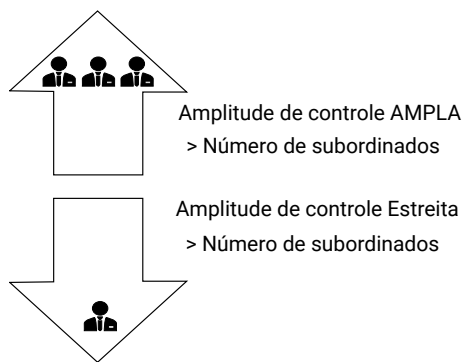 Amplitude de controle AMPLA
> Número de subordinados
Amplitude de controle Estreita
> Número de subordinados